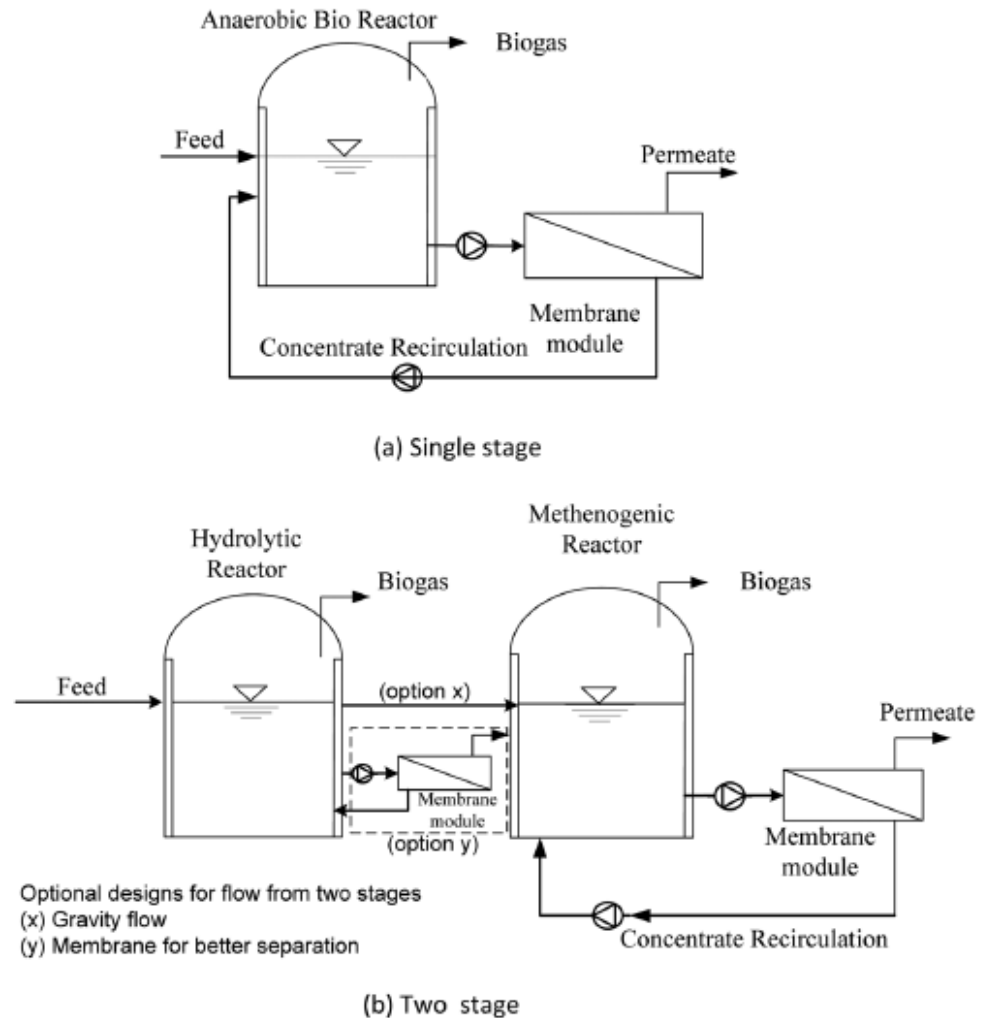 Anaerobic Bio Reactor
Biogas
Feed
Permeate
Membrane
module
Concentrate Recirculation
(a) Single stage
Hydrolytic
Reactor
Methenogenic
Reactor
Biogas
Biogas
Feed
(option x)
Permeate
Membrane
module
(option y)
Membrane
module
Optional designs for flow from two stages
(x) Gravity flow
(y) Membrane for better separation
Concentrate Recirculation
(b) Two stage